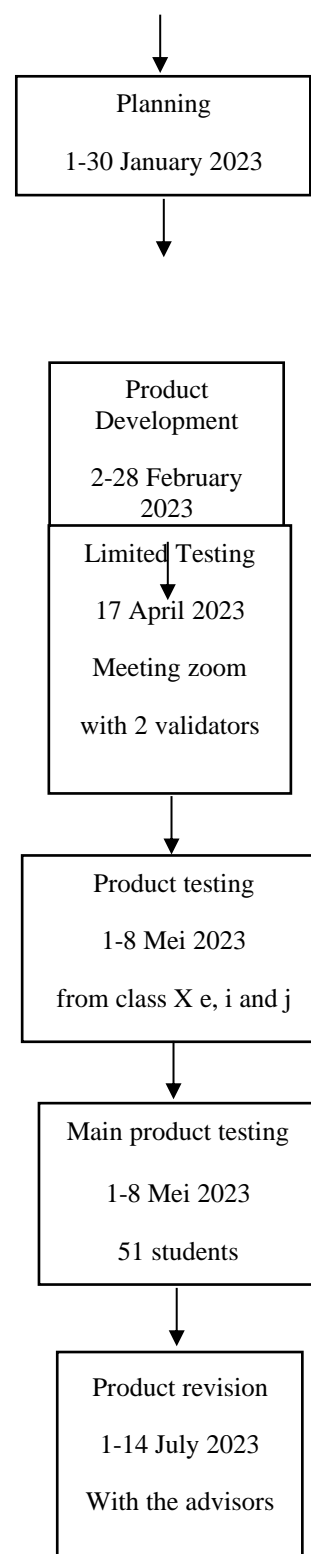 Planning
1-30 January 2023
Product
Development
2-28 February
2023
Limited Testing
17 April 2023
Meeting zoom
with 2 validators
Product testing
1-8 Mei 2023
from class X e, i and j
Main product testing
1-8 Mei 2023
51 students
Product revision
1-14 July 2023
With the advisors